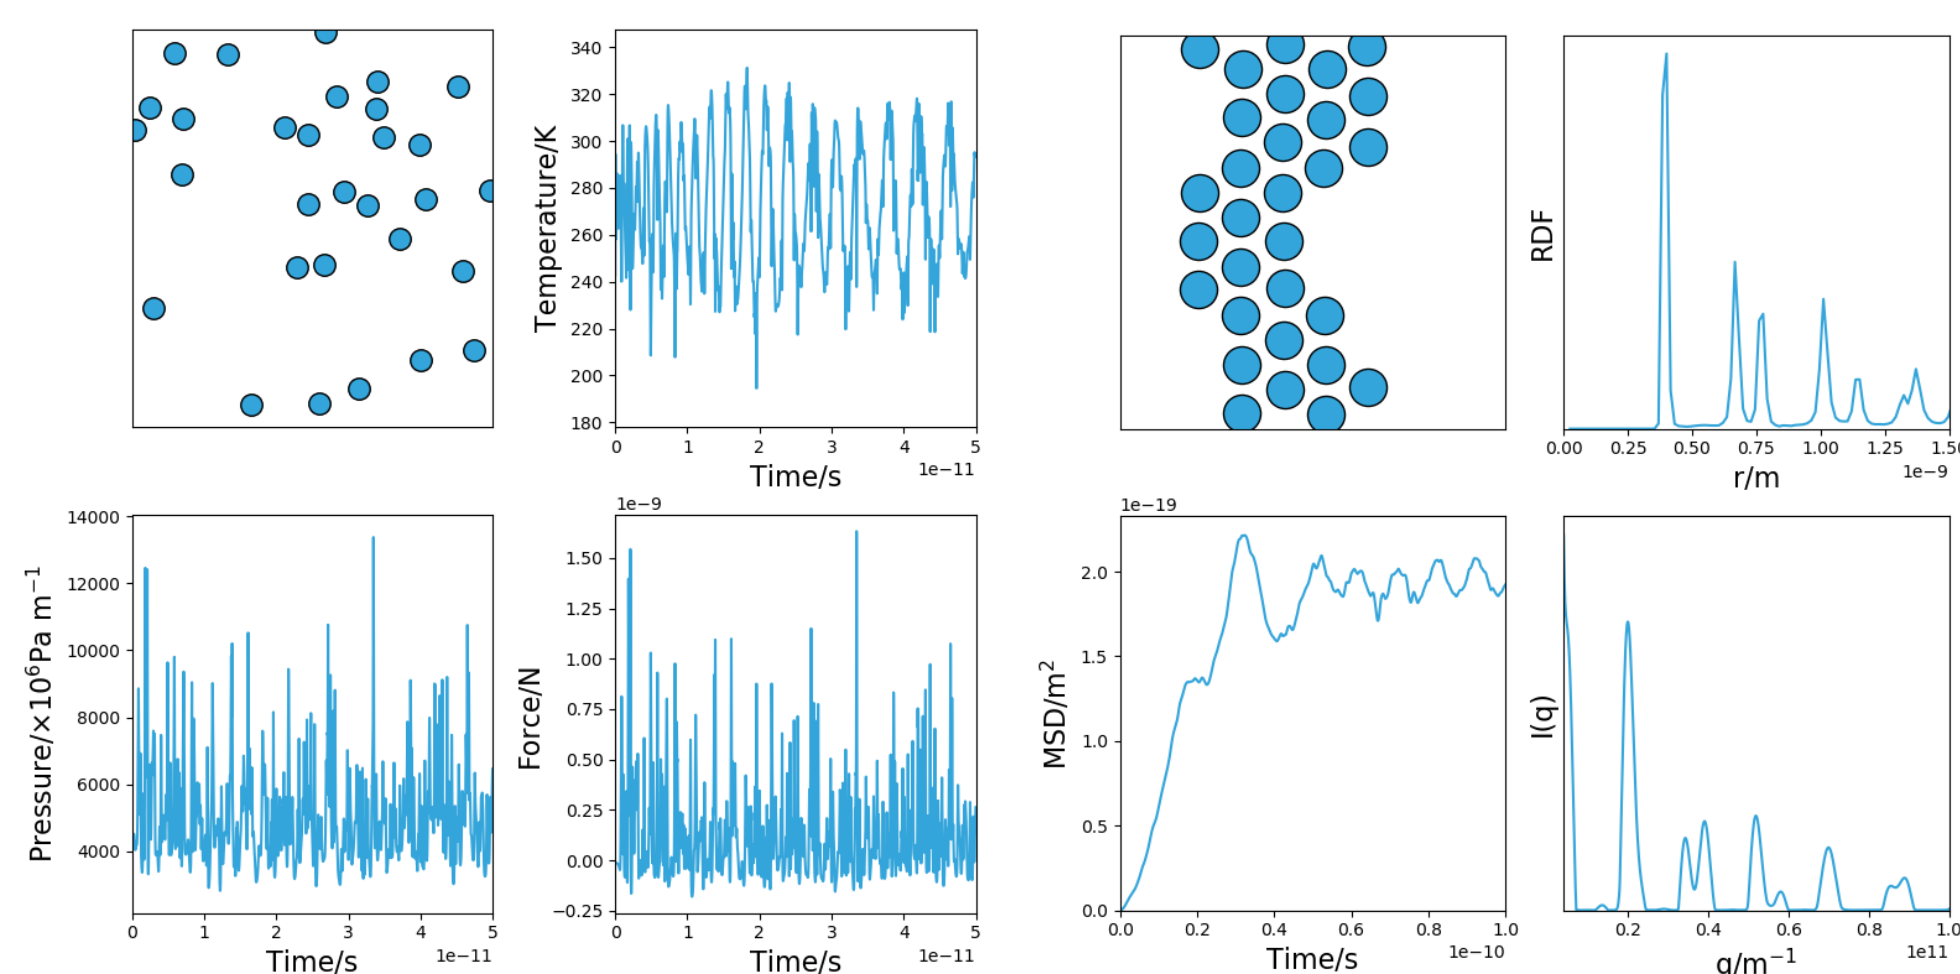 340
320
300
280
260
240
220
200
180
Temperature/K
0 1 2 3 4 5
1e−11
Time/s
RDF
0.00 0.25 0.50 0.75 1.00 1.25
1e−9
r/m
14000
12000
10000
8000
6000
4000
Pressure/×10⁶Pa m⁻¹
0 1 2 3 4 5
1e−11
Time/s
1e−9
1.50
1.25
1.00
0.75
0.50
0.25
0.00
−0.25
Force/N
0 1 2 3 4 5
1e−11
Time/s
1e−19
2.0
1.5
1.0
0.5
0.0
MSD/m²
0.0 0.2 0.4 0.6 0.8 1.0
1e−10
Time/s
I(q)
0.2 0.4 0.6 0.8 1.0
1e11
q/m⁻¹